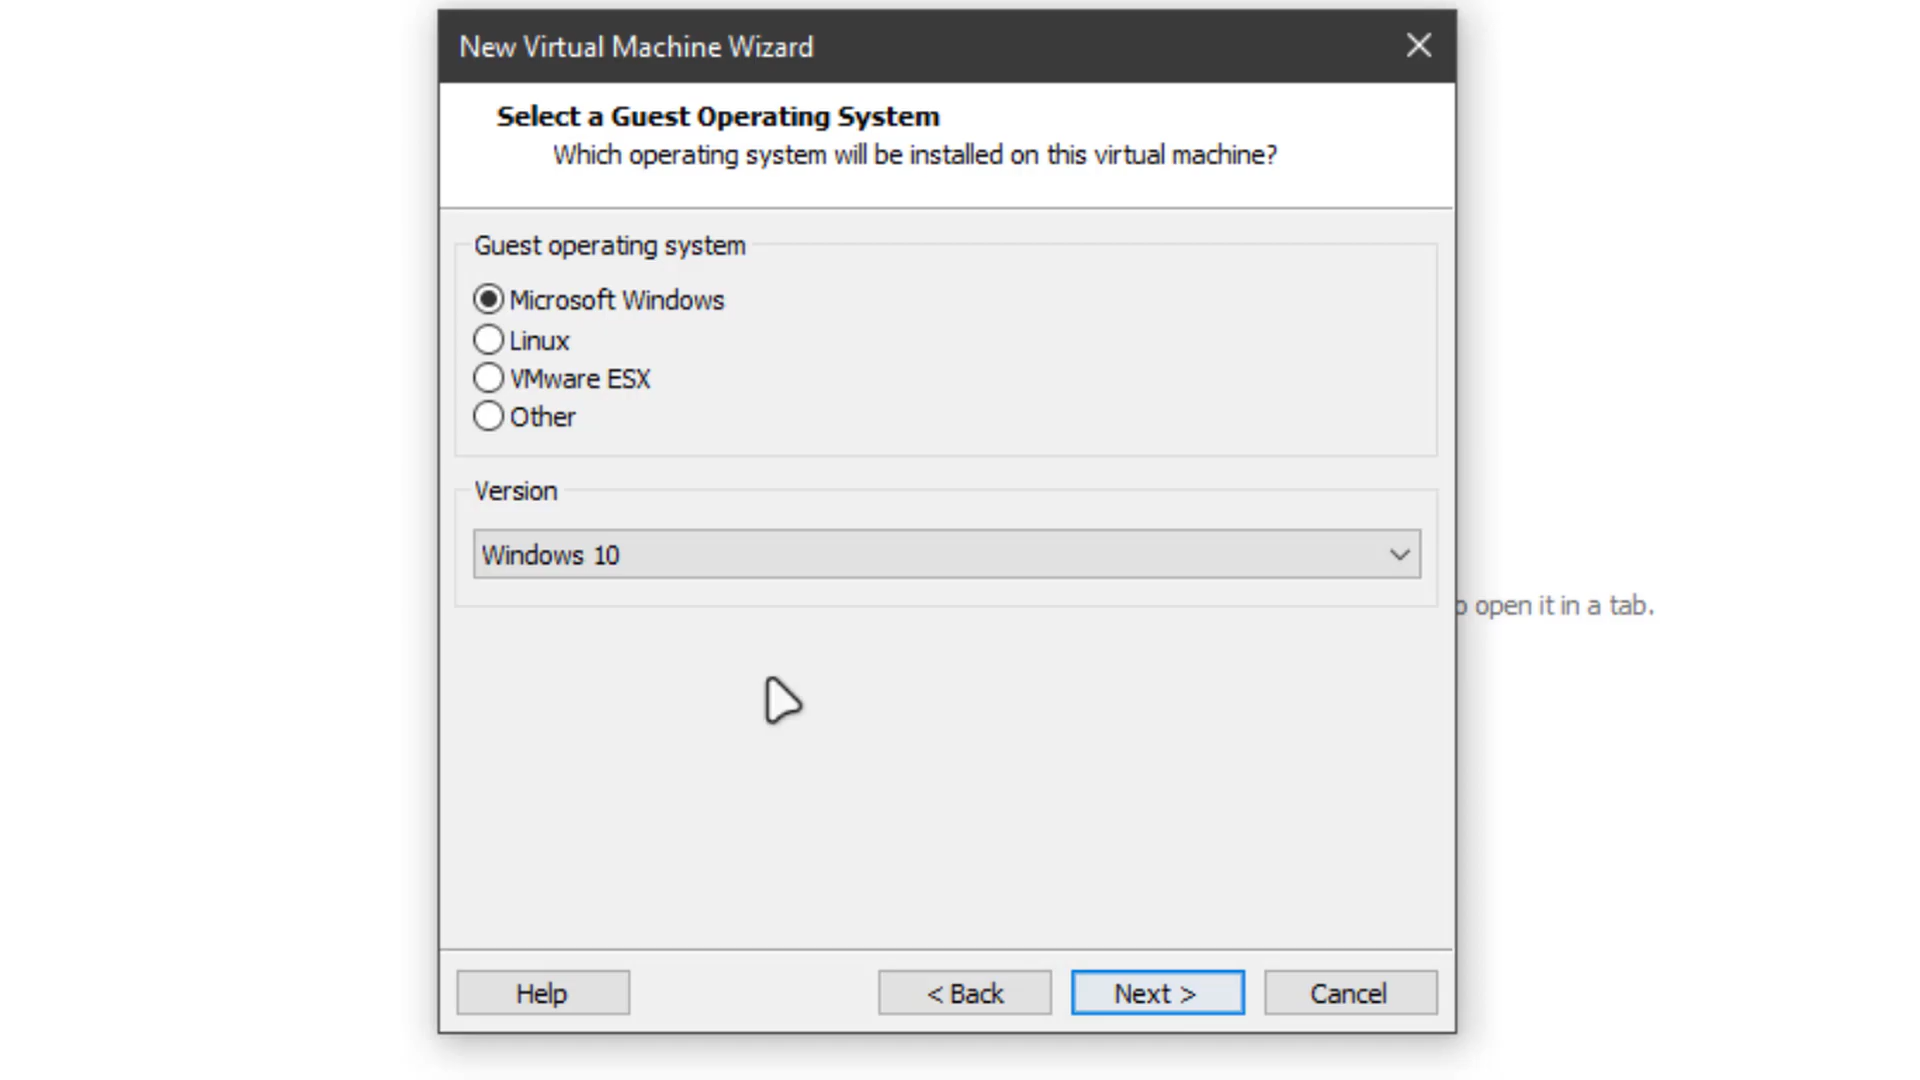 New Virtual Machine Wizard
Select a Guest Operating System
Which operating system will be installed on this virtual machine?
Guest operating system
Microsoft Windows
Linux
VMware ESX
Other
Version
Windows 10
open it in a tab.
Help
< Back
Next >
Cancel